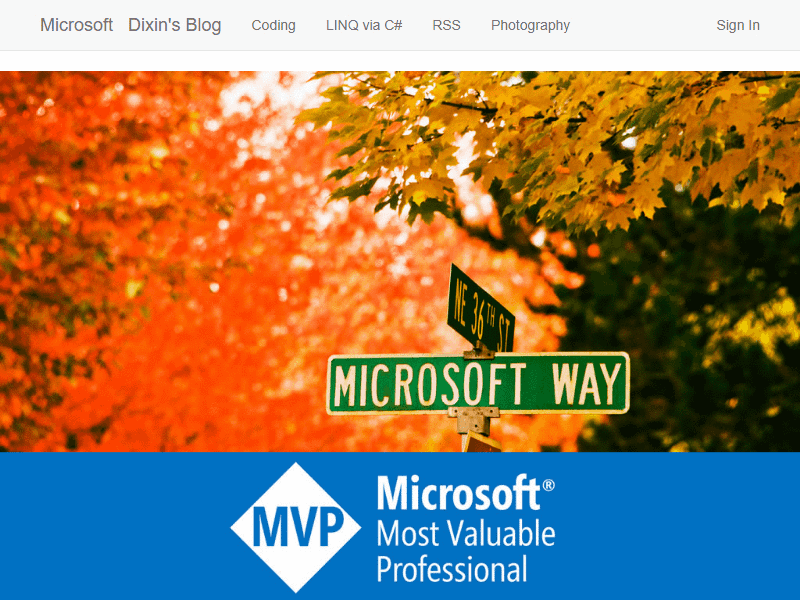 Microsoft Dixin's Blog Coding LINQ via C# RSS Photography Sign In
NE 36TH ST
MICROSOFT WAY
MVP
Microsoft®
Most Valuable
Professional